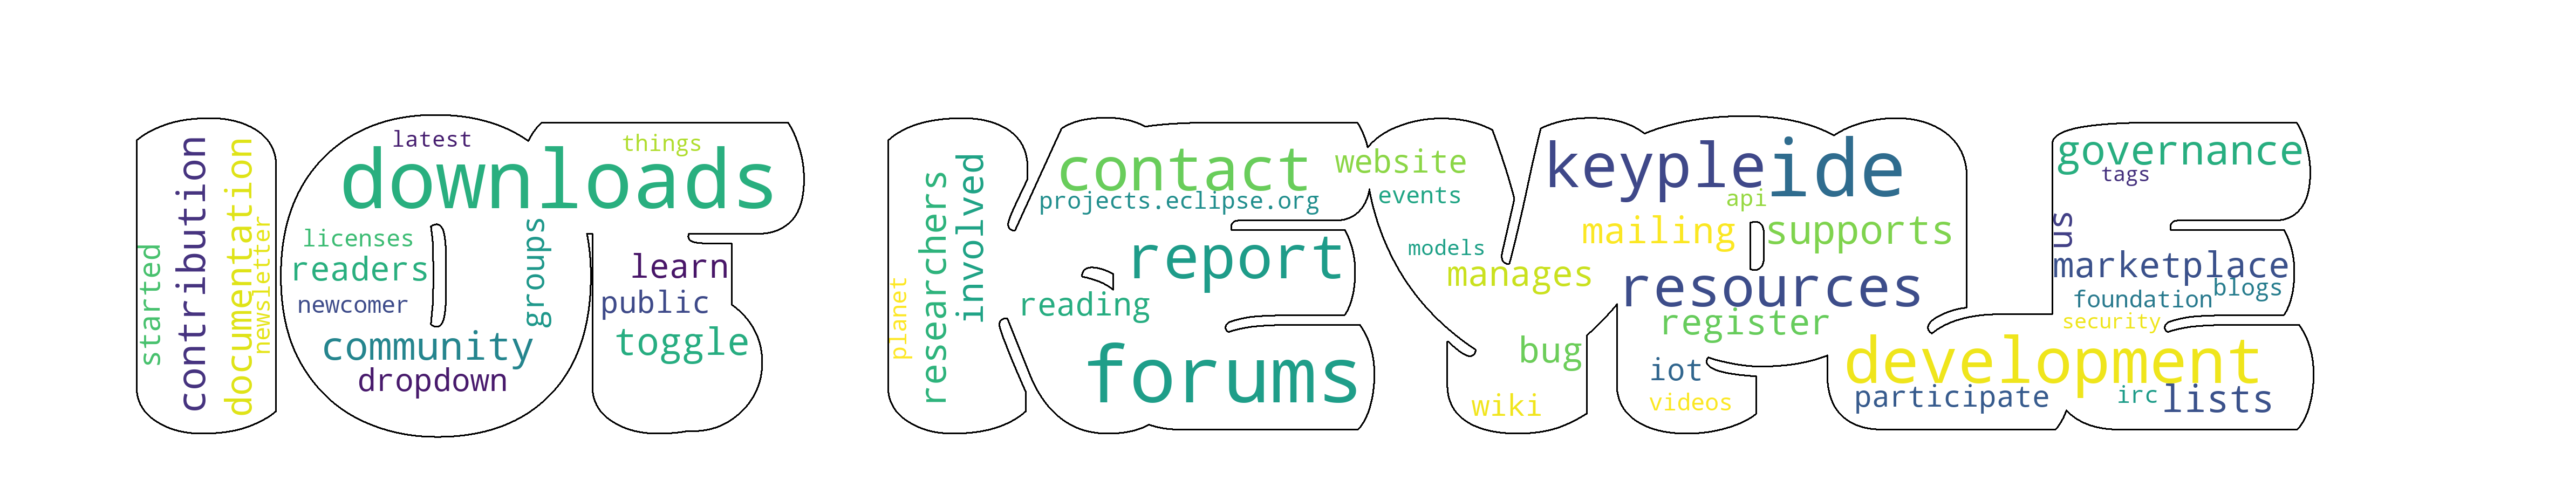 IOT KEYPLE
started
contribution
documentation
newsletter
latest
things
downloads
licenses
readers
newcomer
groups
community
dropdown
learn
public
toggle
planet
researchers
involved
contact
projects.eclipse.org
report
reading
forums
website
events
models
manages
bug
wiki
keyple
ide
api
mailing
supports
resources
register
iot
videos
governance
tags
us
marketplace
foundation
blogs
security
development
participate
irc
lists